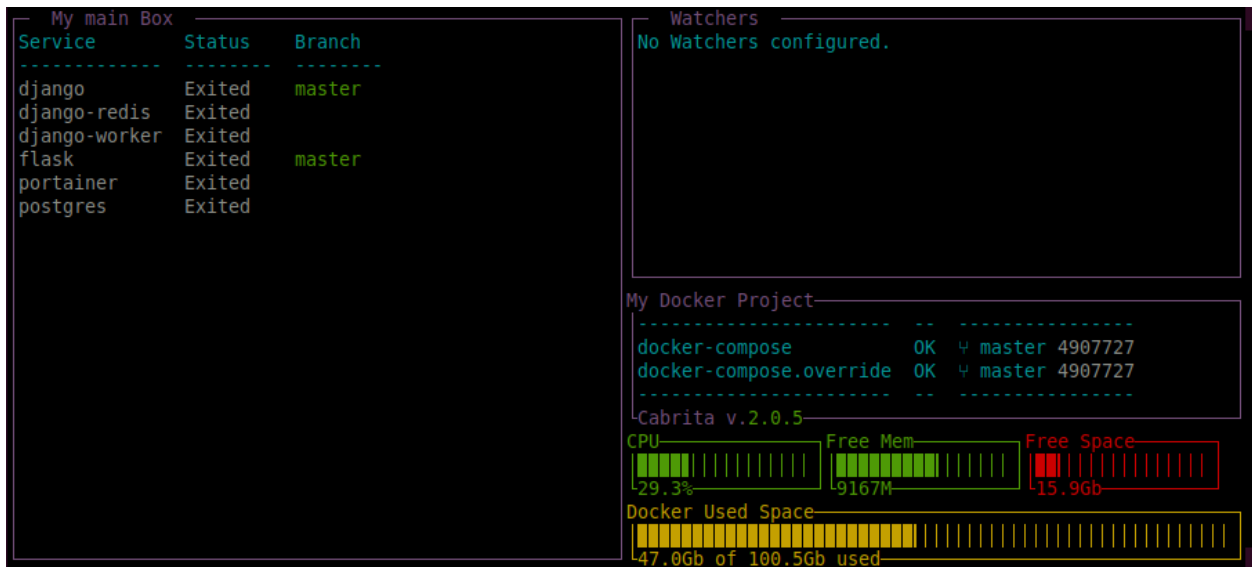 My main Box
Service Status Branch
------------- -------- --------
django Exited master
django-redis Exited
django-worker Exited
flask Exited master
portainer Exited
postgres Exited
Watchers
No Watchers configured.
My Docker Project
----------------------- -- ----------------
docker-compose OK ⑂ master 4907727
docker-compose.override OK ⑂ master 4907727
----------------------- -- ----------------
Cabrita v.2.0.5
CPU
29.3%
Free Mem
9167M
Free Space
15.9Gb
Docker Used Space
47.0Gb of 100.5Gb used